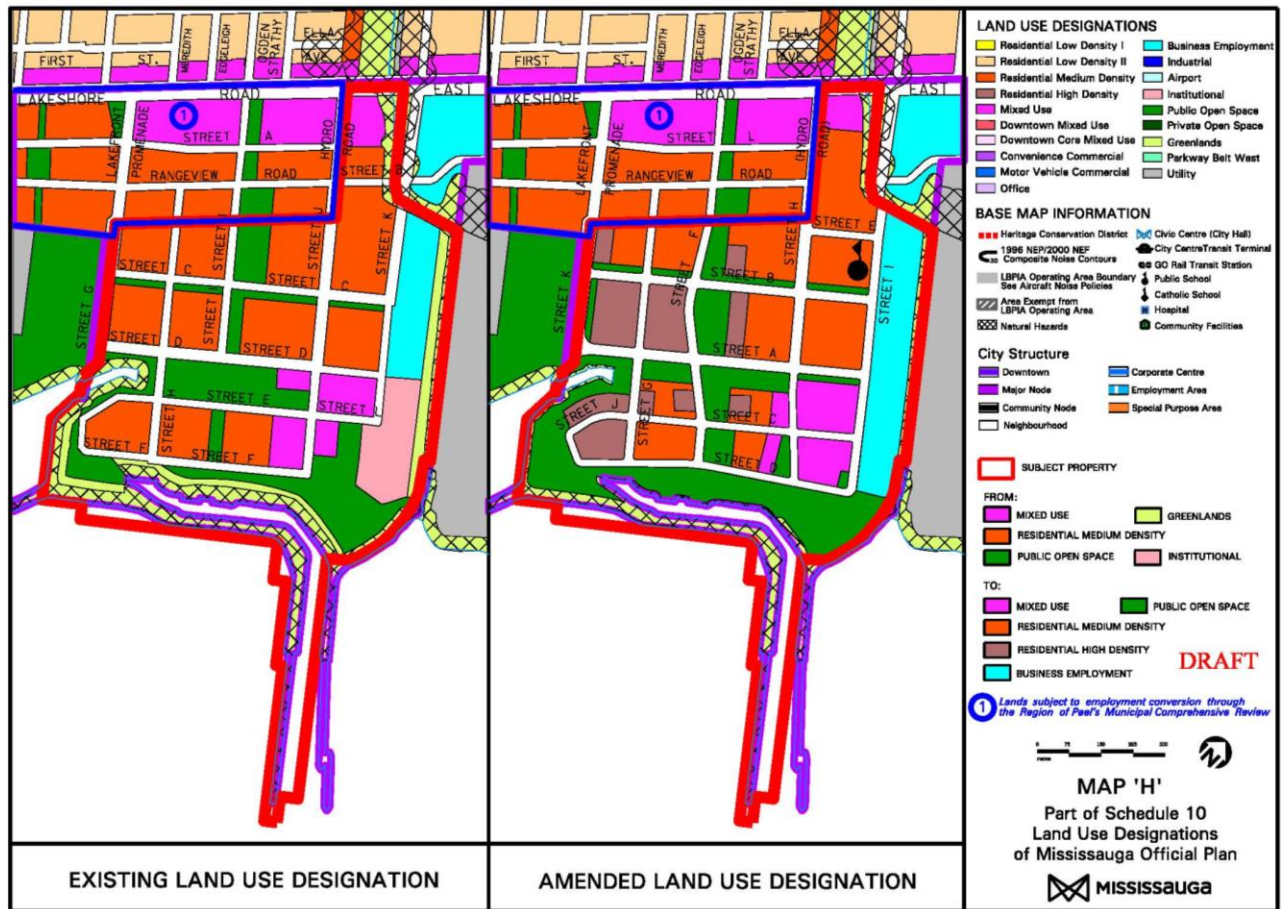 FIRST
ST.
MEREDITH
EDGELEIGH
OGDEN
STRATHY
ELLA
AVE.
LAKESHORE
ROAD
EAST
LAKEFRONT
PROMENADE
1
STREET A
HYDRO
ROAD
RANGEVIEW
ROAD
STREET B
STREET I
STREET J
STREET K
STREET C
C
STREET G
STREET D
STREET D
STREET E
STREET L
STREET H
STREET F
STREET F
EXISTING LAND USE DESIGNATION
FIRST
ST.
MEREDITH
EDGELEIGH
OGDEN
STRATHY
ELLA
AVE.
LAKESHORE
ROAD
EAST
LAKEFRONT
PROMENADE
1
STREET L
(HYDRO
ROAD)
RANGEVIEW
ROAD
STREET H
STREET E
STREET F
STREET B
STREET K
STREET I
STREET A
STREET J
STREET G
STREET C
STREET D
AMENDED LAND USE DESIGNATION
LAND USE DESIGNATIONS
Residential Low Density I
Residential Low Density II
Residential Medium Density
Residential High Density
Mixed Use
Downtown Mixed Use
Downtown Core Mixed Use
Convenience Commercial
Motor Vehicle Commercial
Office
Business Employment
Industrial
Airport
Institutional
Public Open Space
Private Open Space
Greenlands
Parkway Belt West
Utility
BASE MAP INFORMATION
Heritage Conservation District
1996 NEP/2000 NEF
Composite Noise Contours
LBPIA Operating Area Boundary
See Aircraft Noise Policies
Area Exempt from
LBPIA Operating Area
Natural Hazards
Civic Centre (City Hall)
City Centre Transit Terminal
GO Rail Transit Station
Public School
Catholic School
Hospital
Community Facilities
City Structure
Downtown
Major Node
Community Node
Neighbourhood
Corporate Centre
Employment Area
Special Purpose Area
SUBJECT PROPERTY
FROM:
MIXED USE
GREENLANDS
RESIDENTIAL MEDIUM DENSITY
PUBLIC OPEN SPACE
INSTITUTIONAL
TO:
MIXED USE
PUBLIC OPEN SPACE
RESIDENTIAL MEDIUM DENSITY
RESIDENTIAL HIGH DENSITY
BUSINESS EMPLOYMENT
DRAFT
1 Lands subject to employment conversion through
the Region of Peel's Municipal Comprehensive Review
MAP 'H'
Part of Schedule 10
Land Use Designations
of Mississauga Official Plan
MISSISSAUGA